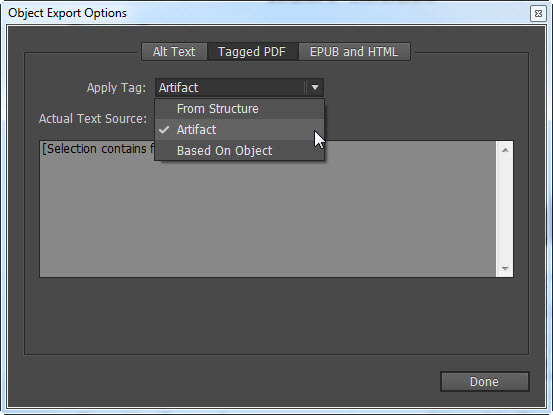 Object Export Options
Alt Text Tagged PDF EPUB and HTML
Apply Tag: Artifact
From Structure
Actual Text Source:
Artifact
[Selection contains
Based On Object
Done